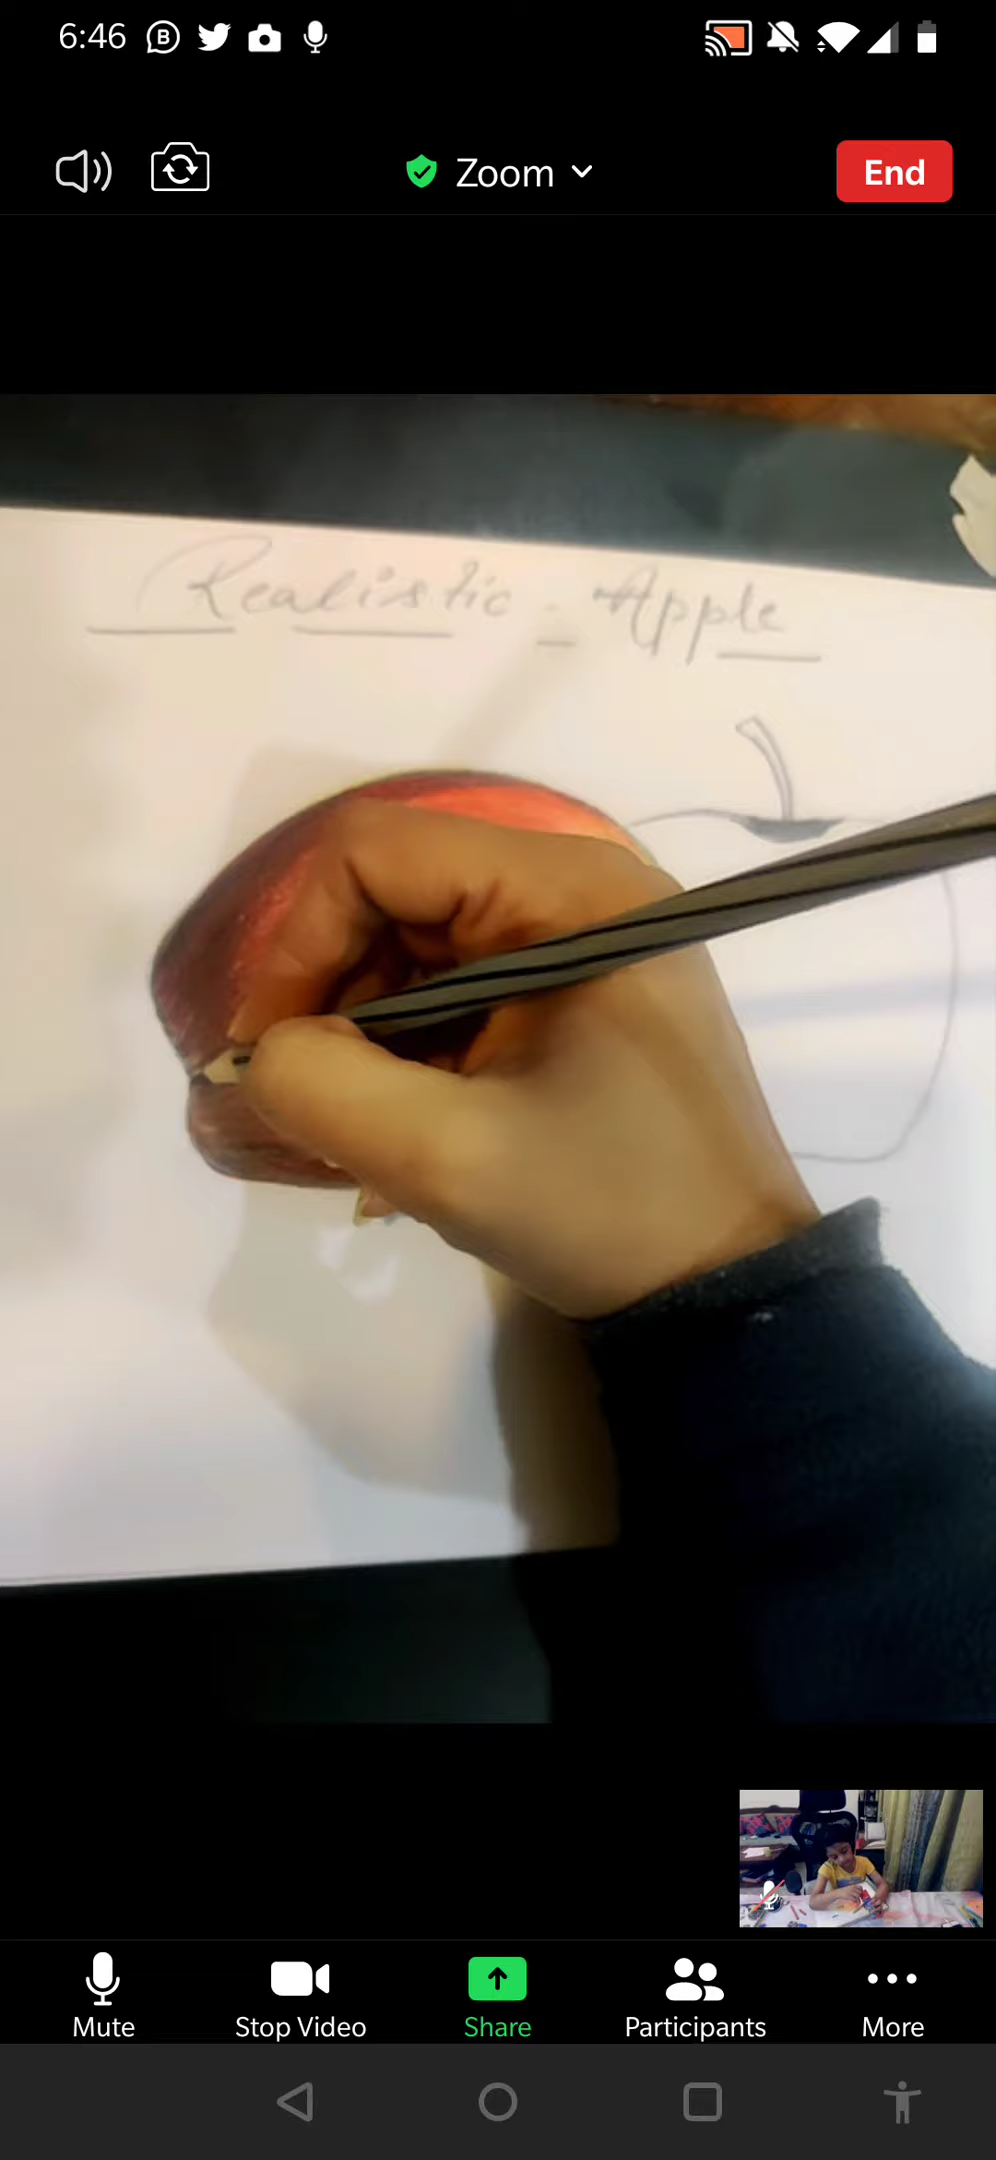 6:46
Zoom
End
Realistic - Apple
Mute
Stop Video
Share
Participants
More